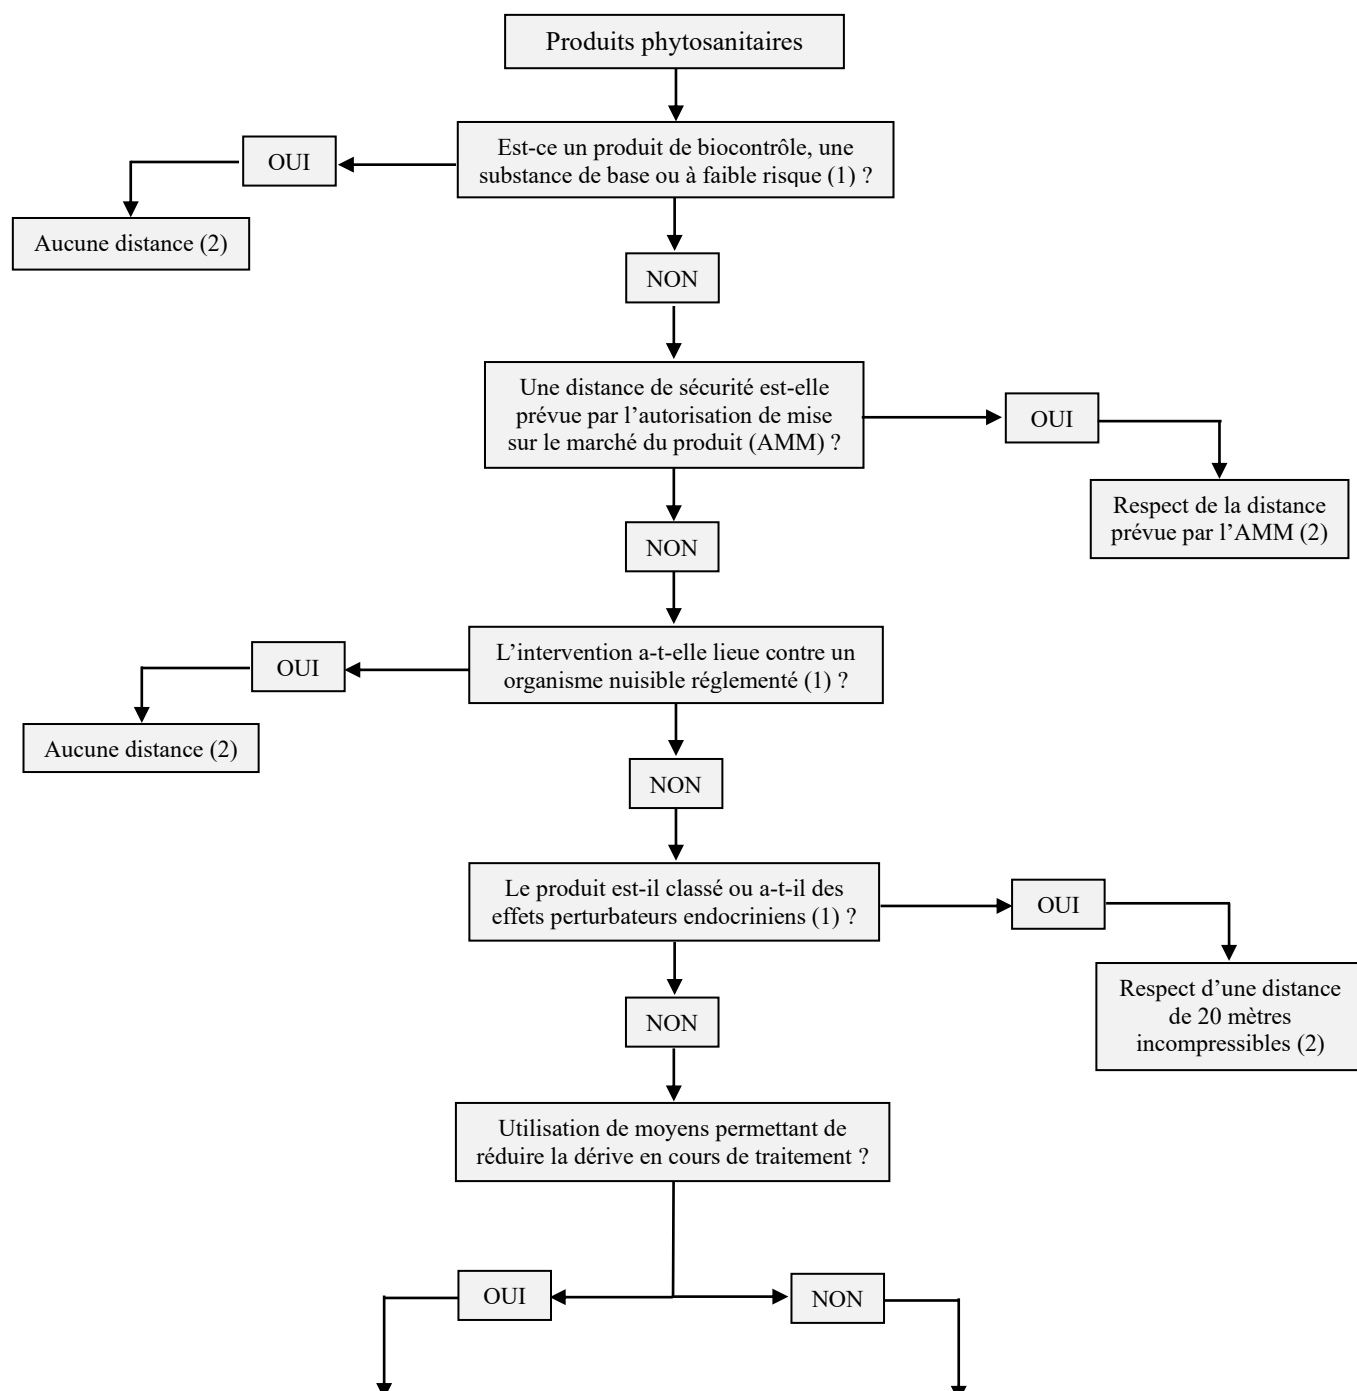 Produits phytosanitaires
Est-ce un produit de biocontrôle, une
substance de base ou à faible risque (1) ?
OUI
Aucune distance (2)
NON
Une distance de sécurité est-elle
prévue par l’autorisation de mise
sur le marché du produit (AMM) ?
OUI
Respect de la distance
prévue par l’AMM (2)
NON
L’intervention a-t-elle lieue contre un
organisme nuisible réglementé (1) ?
OUI
Aucune distance (2)
NON
Le produit est-il classé ou a-t-il des
effets perturbateurs endocriniens (1) ?
OUI
Respect d’une distance
de 20 mètres
incompressibles (2)
NON
Utilisation de moyens permettant de
réduire la dérive en cours de traitement ?
OUI
NON